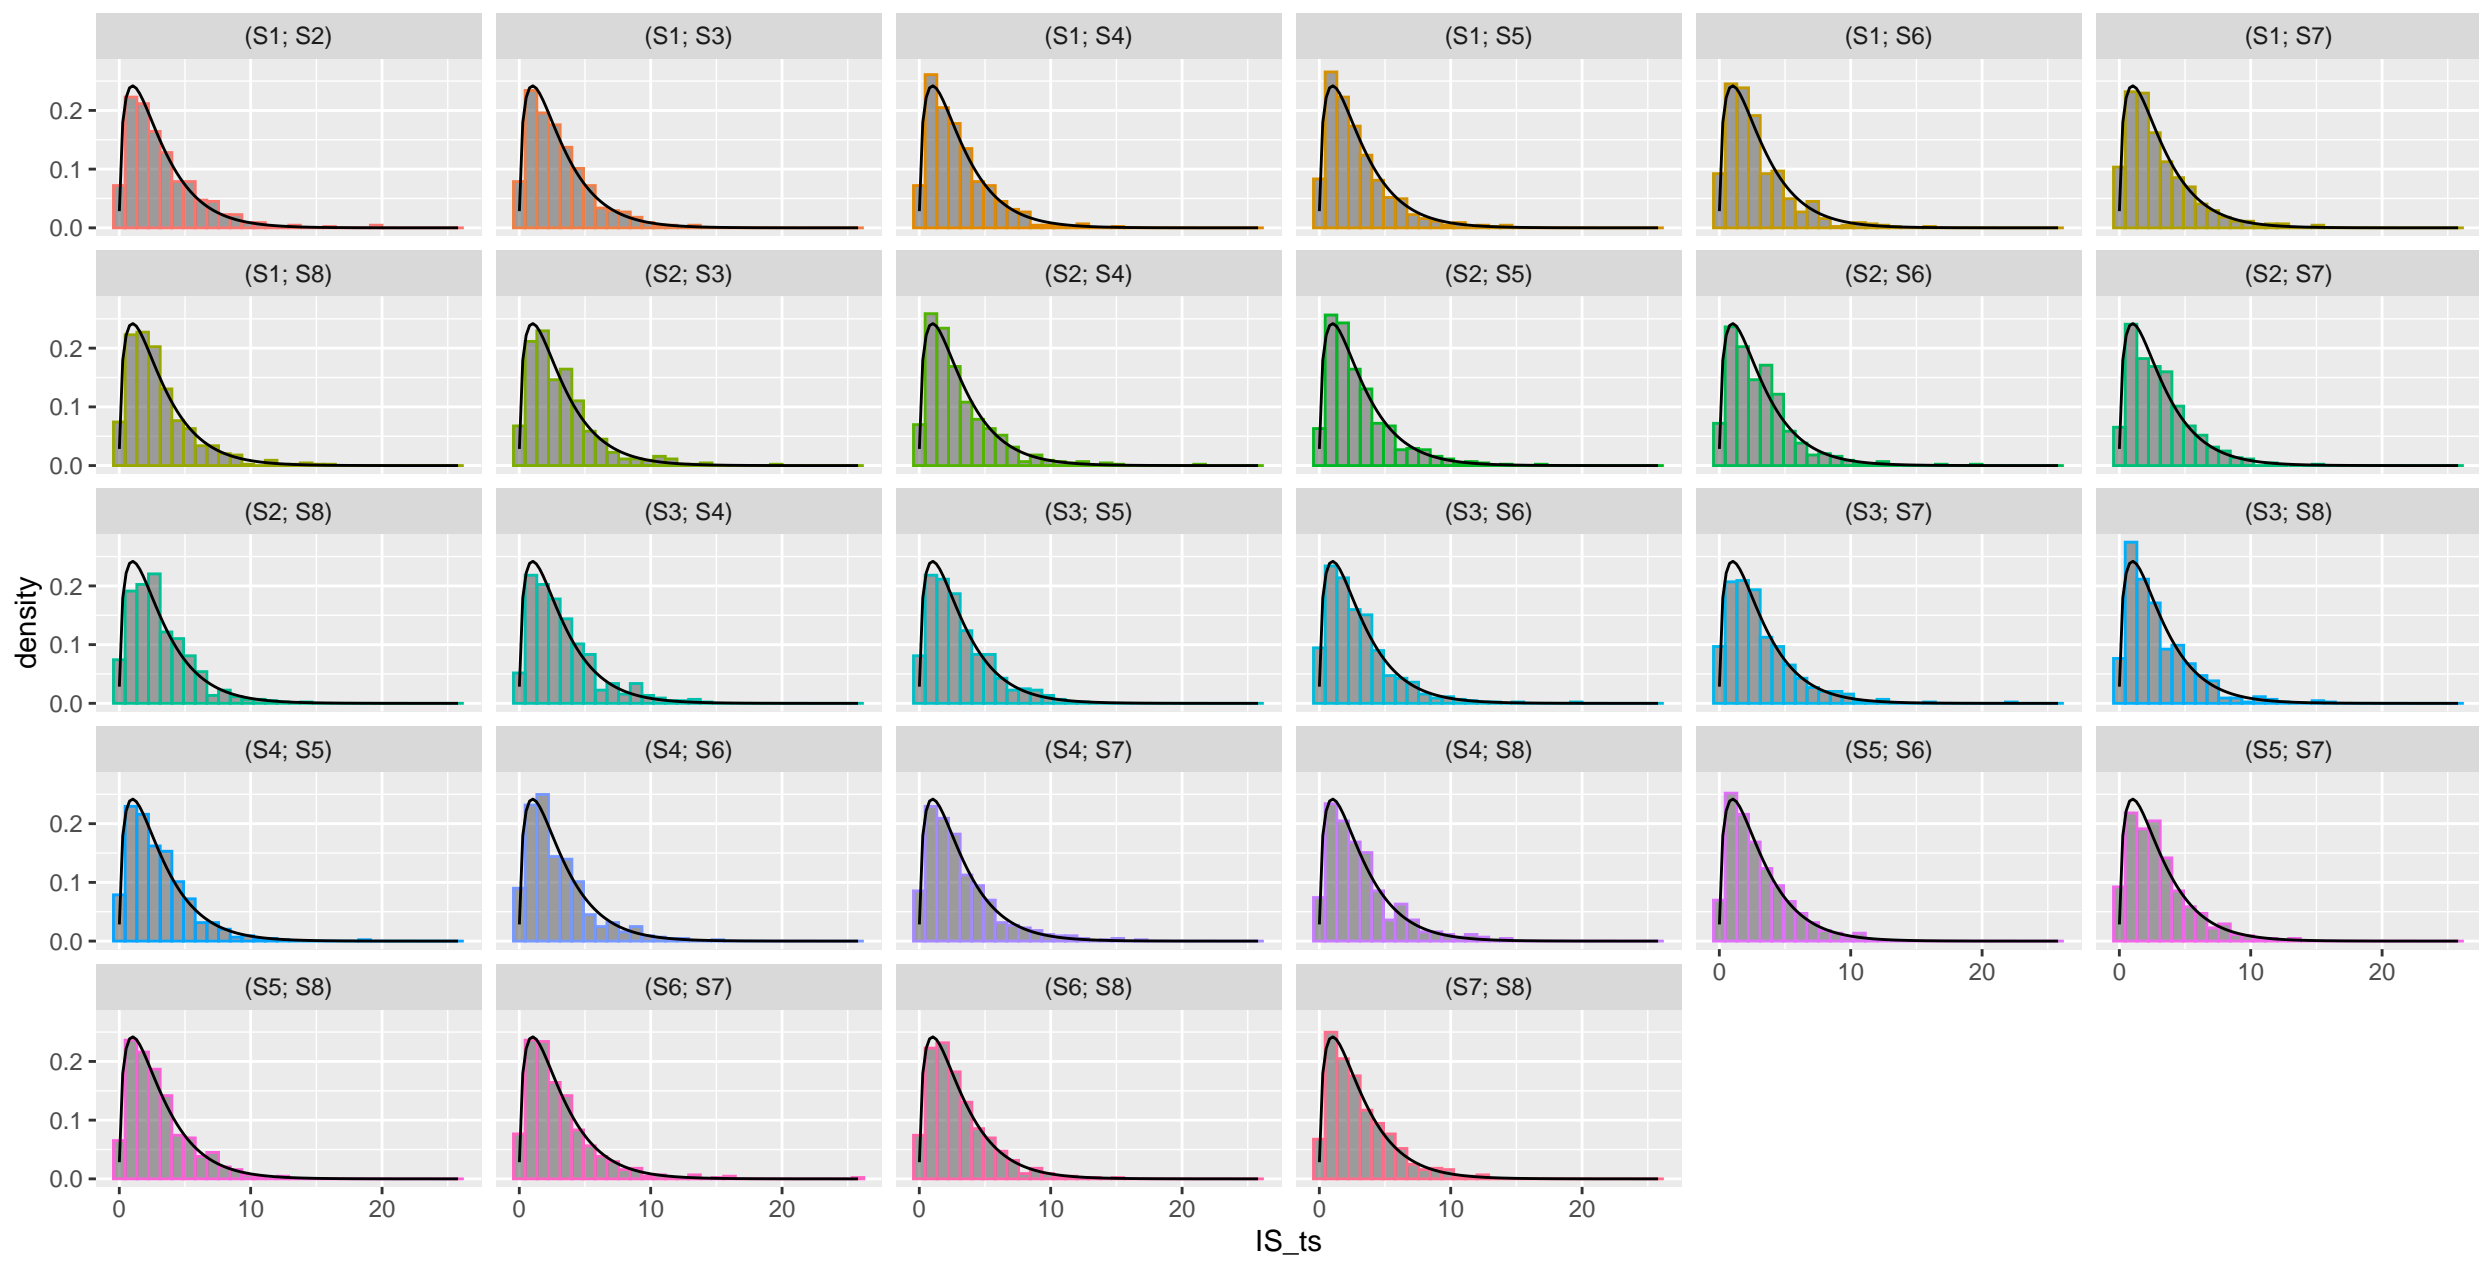 (S1; S2) (S1; S3) (S1; S4) (S1; S5) (S1; S6) (S1; S7)
0.2
0.1
0.0
(S1; S8) (S2; S3) (S2; S4) (S2; S5) (S2; S6) (S2; S7)
0.2
0.1
0.0
(S2; S8) (S3; S4) (S3; S5) (S3; S6) (S3; S7) (S3; S8)
0.2
0.1
0.0
density
(S4; S5) (S4; S6) (S4; S7) (S4; S8) (S5; S6) (S5; S7)
0.2
0.1
0.0
0 10 20 0 10 20
(S5; S8) (S6; S7) (S6; S8) (S7; S8)
0.2
0.1
0.0
0 10 20 0 10 20 0 10 20 0 10 20
IS_ts